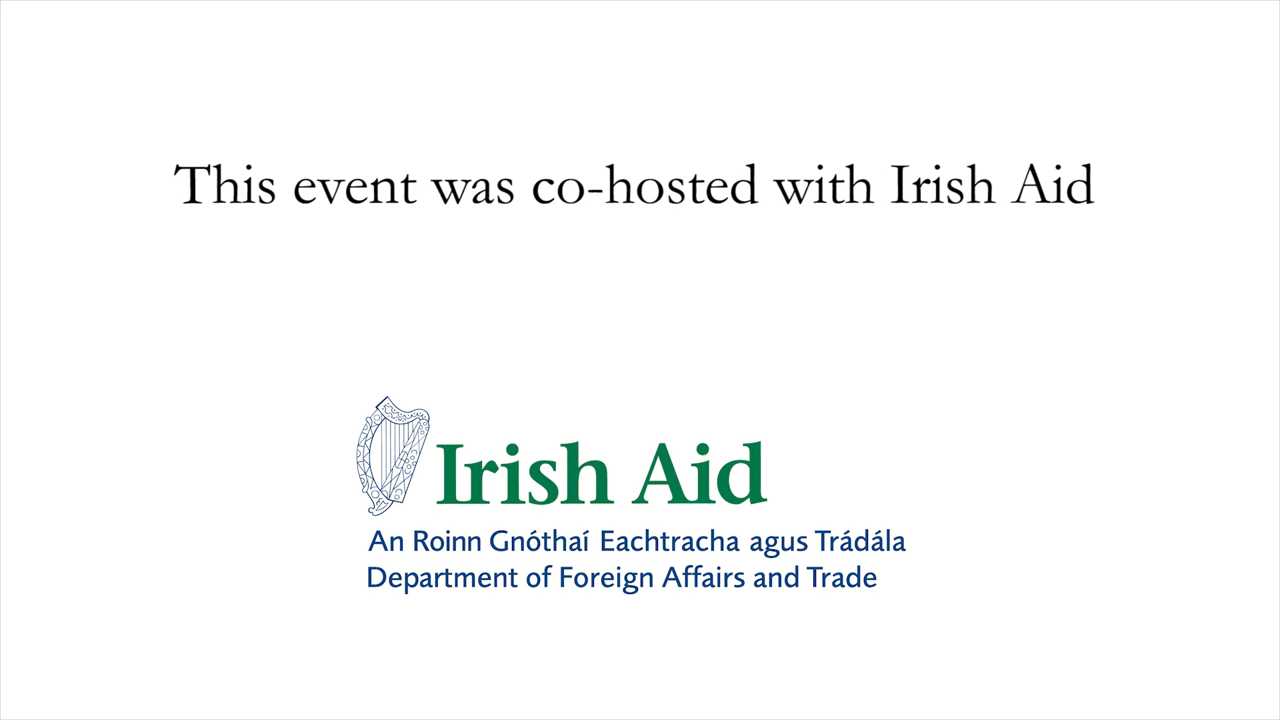 This event was co-hosted with Irish Aid
Irish Aid
An Roinn Gnóthaí Eachtracha agus Trádála
Department of Foreign Affairs and Trade